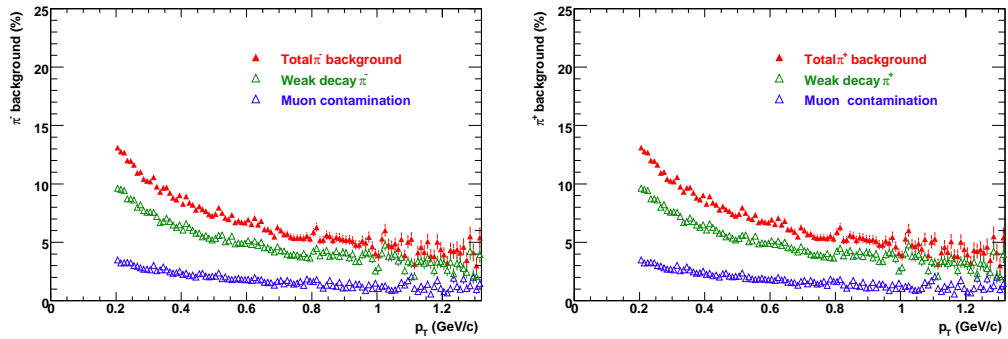 π⁻ background (%)
25
20
15
10
5
0
Total π⁻ background
Weak decay π⁻
Muon contamination
0 0.2 0.4 0.6 0.8 1 1.2
p_T (GeV/c)
π⁺ background (%)
25
20
15
10
5
0
Total π⁺ background
Weak decay π⁺
Muon contamination
0 0.2 0.4 0.6 0.8 1 1.2
p_T (GeV/c)